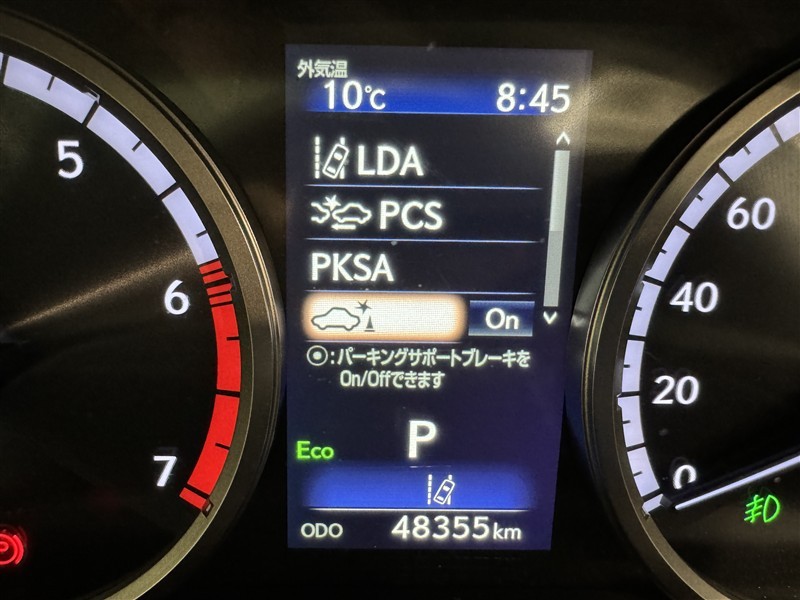 外気温
10℃ 8:45
LDA
PCS
PKSA
On
⦿:パーキングサポートブレーキを
On/Offできます
P
Eco
ODO 48355km
5
6
7
60
40
20
0